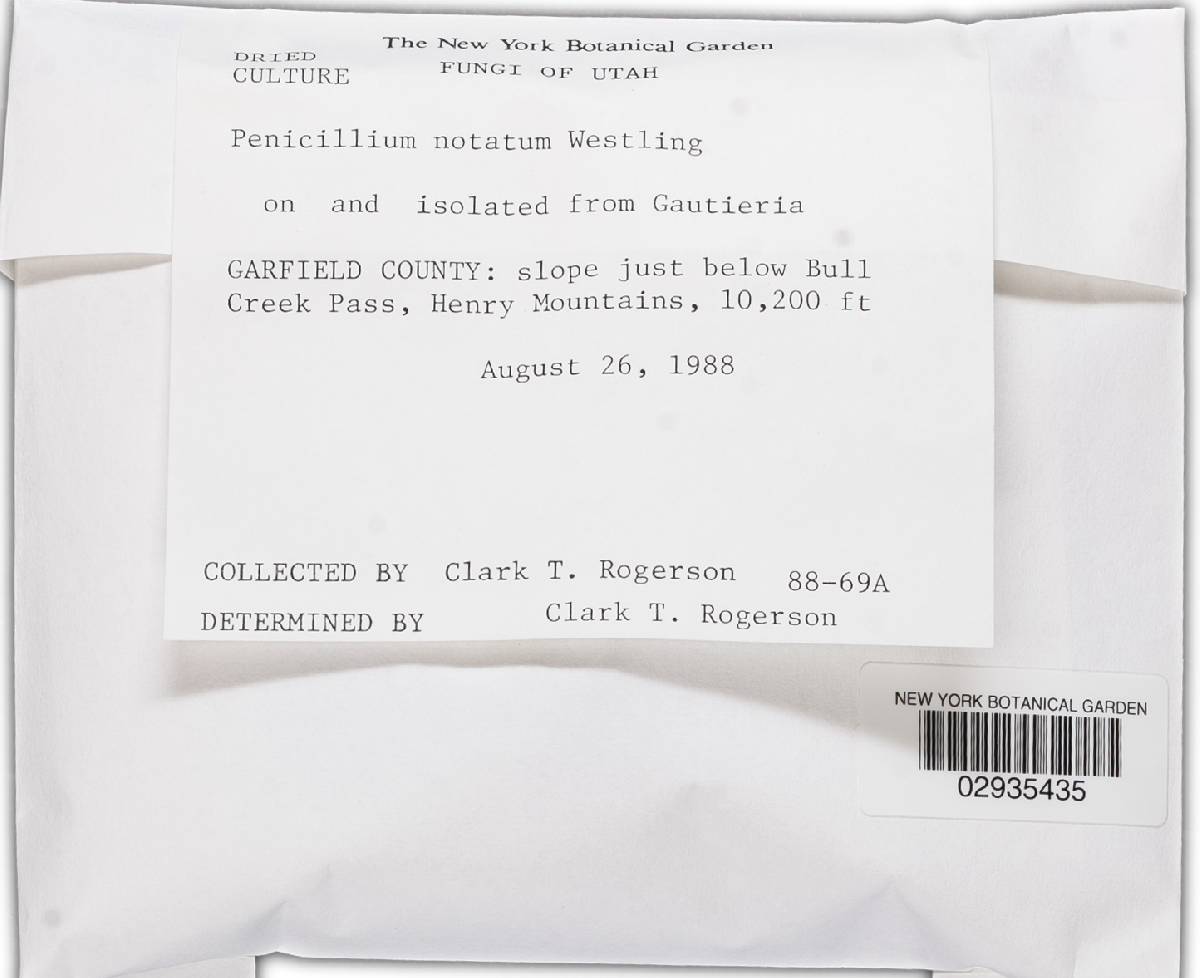 The New York Botanical Garden
DRIED
FUNGI OF UTAH
CULTURE
Penicillium notatum Westling
on and isolated from Gautieria
GARFIELD COUNTY: slope just below Bull
Creek Pass, Henry Mountains, 10,200 ft
August 26, 1988
COLLECTED BY Clark T. Rogerson 88-69A
DETERMINED BY Clark T. Rogerson
NEW YORK BOTANICAL GARDEN
02935435